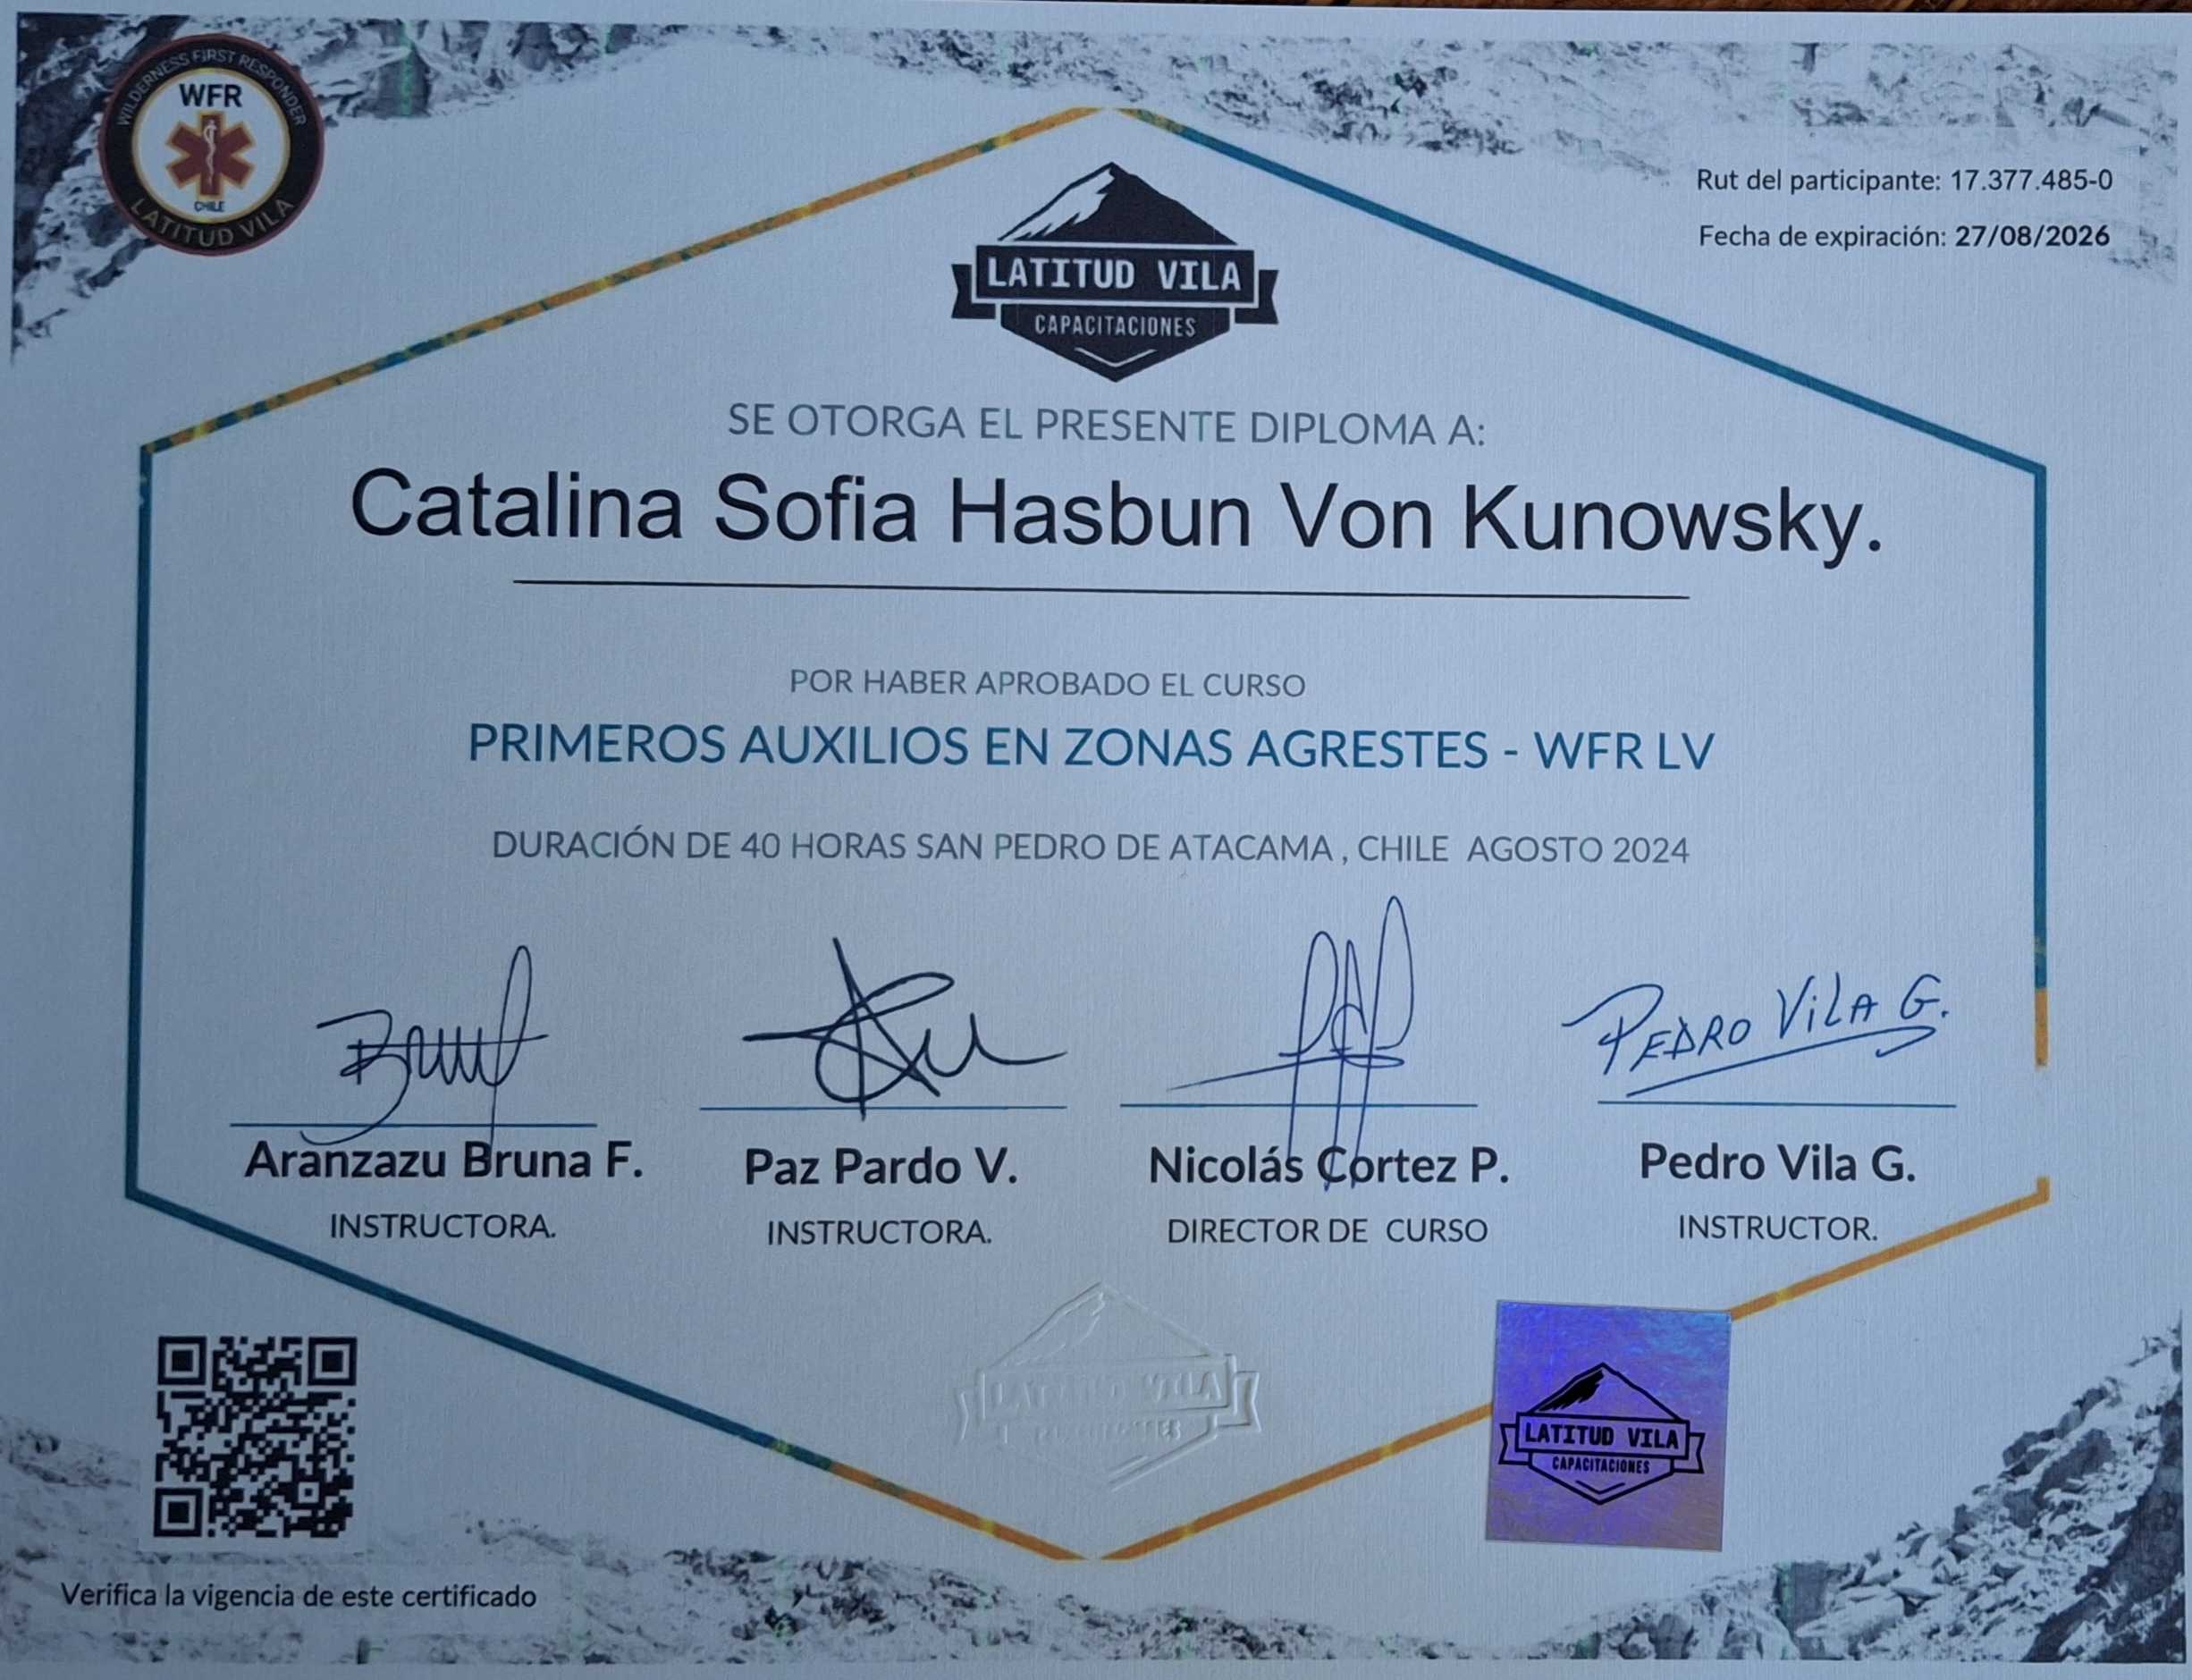 WILDERNESS FIRST RESPONDER
WFR
CHILE
LATITUD VILA
Rut del participante: 17.377.485-0
Fecha de expiración: 27/08/2026
LATITUD VILA
CAPACITACIONES
SE OTORGA EL PRESENTE DIPLOMA A:
Catalina Sofia Hasbun Von Kunowsky.
POR HABER APROBADO EL CURSO
PRIMEROS AUXILIOS EN ZONAS AGRESTES - WFR LV
DURACIÓN DE 40 HORAS SAN PEDRO DE ATACAMA , CHILE AGOSTO 2024
PEDRO VILA G.
Aranzazu Bruna F. Paz Pardo V. Nicolás Cortez P. Pedro Vila G.
INSTRUCTORA. INSTRUCTORA. DIRECTOR DE CURSO INSTRUCTOR.
LATITUD VILA
LATITUD VILA
CAPACITACIONES
Verifica la vigencia de este certificado